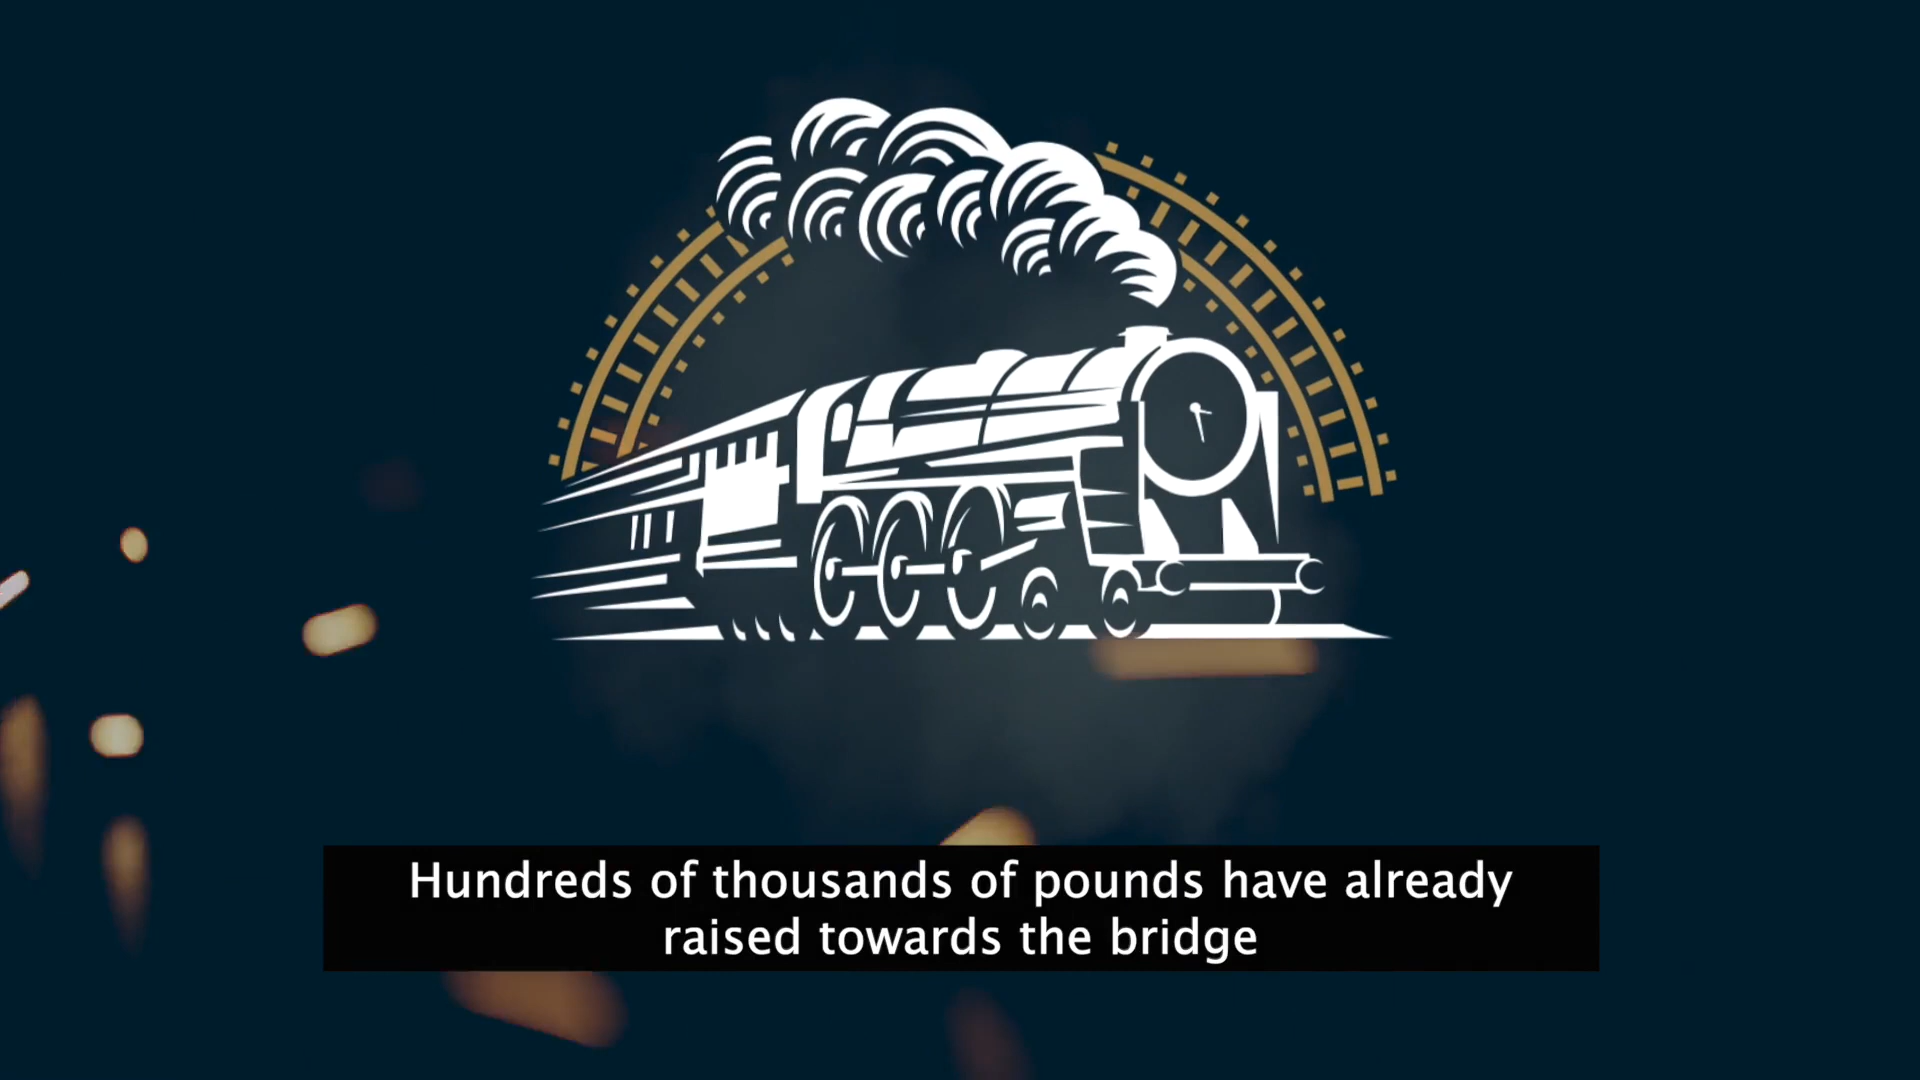 Hundreds of thousands of pounds have already
raised towards the bridge